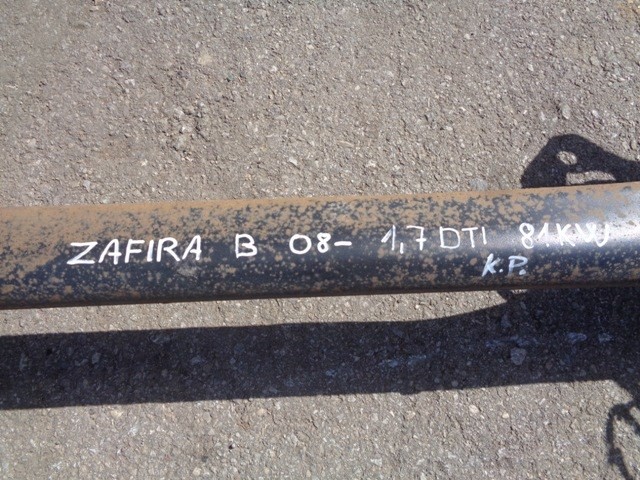 ZAFIRA B 08- 1,7 DTI 81KW
K.P.